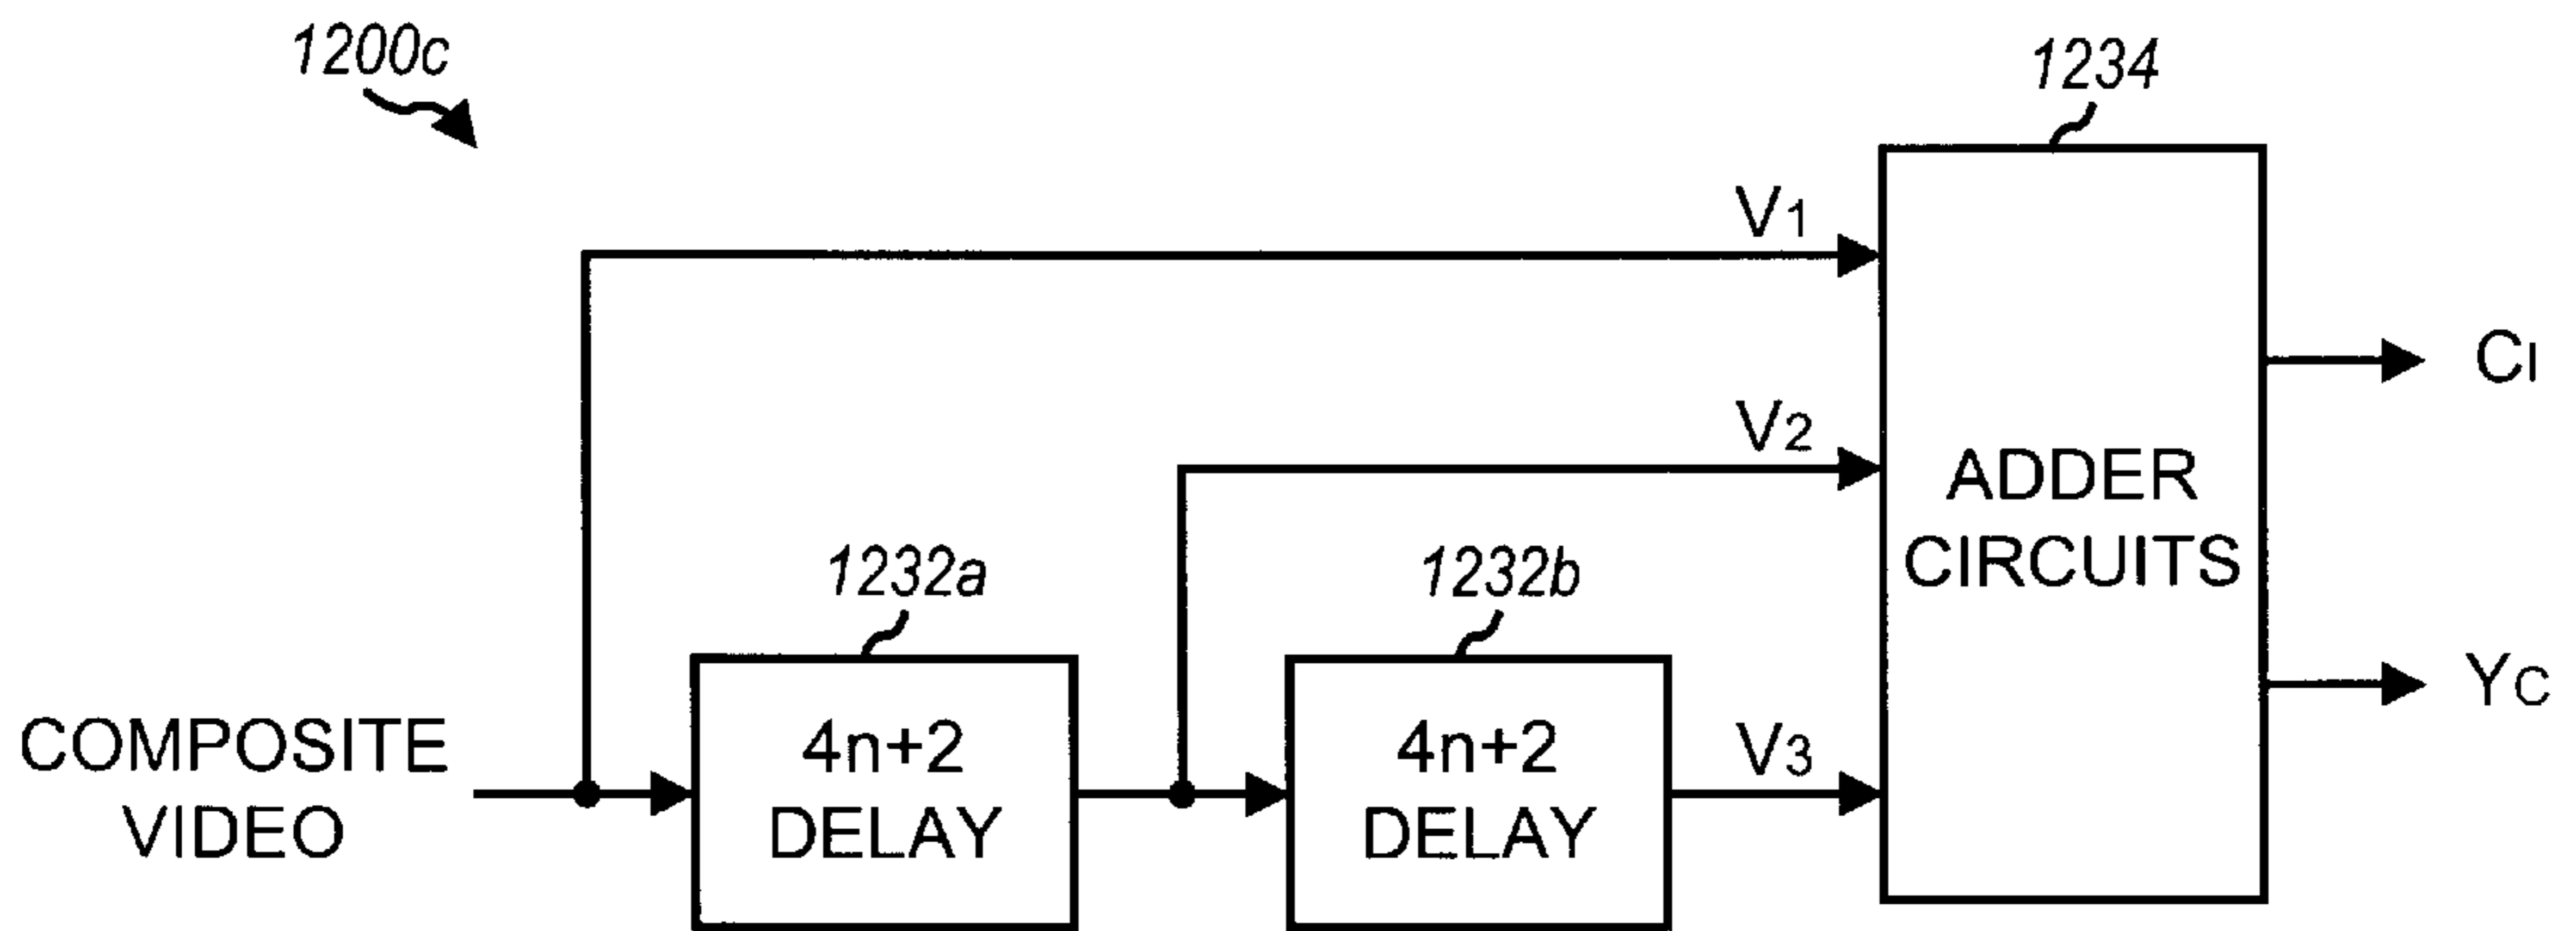 1200c
1234
V1
V2
ADDER
CIRCUITS
CI
1232a
1232b
YC
COMPOSITE
VIDEO
4n+2
DELAY
4n+2
DELAY
V3